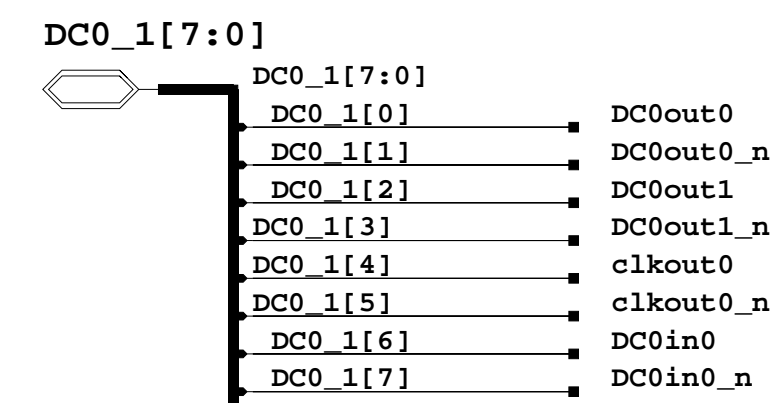 DC0_1[7:0]
DC0_1[7:0]
DC0_1[0] DC0out0
DC0_1[1] DC0out0_n
DC0_1[2] DC0out1
DC0_1[3] DC0out1_n
DC0_1[4] clkout0
DC0_1[5] clkout0_n
DC0_1[6] DC0in0
DC0_1[7] DC0in0_n